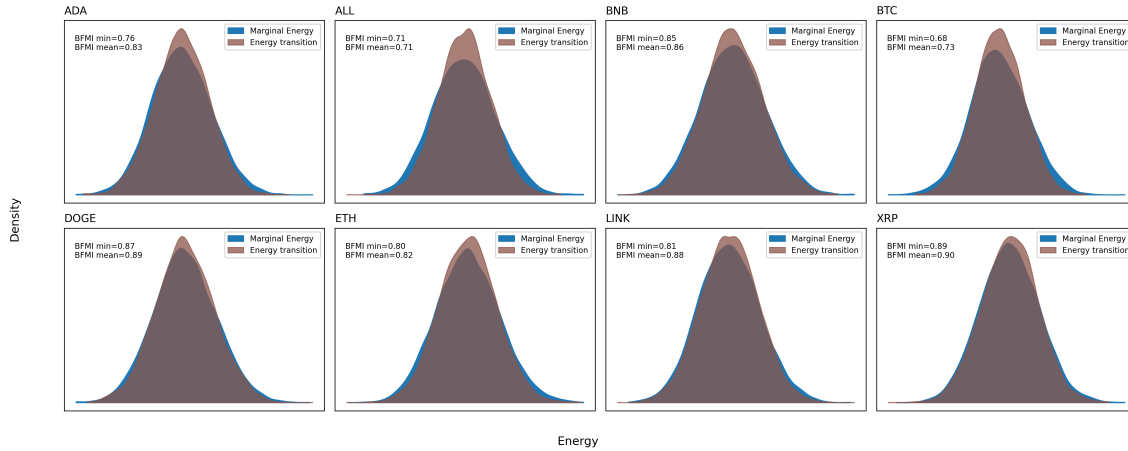 ADA
BFMI min=0.76
BFMI mean=0.83
Marginal Energy
Energy transition
ALL
BFMI min=0.71
BFMI mean=0.71
Marginal Energy
Energy transition
BNB
BFMI min=0.85
BFMI mean=0.86
Marginal Energy
Energy transition
BTC
BFMI min=0.68
BFMI mean=0.73
Marginal Energy
Energy transition
Density
DOGE
BFMI min=0.87
BFMI mean=0.89
Marginal Energy
Energy transition
ETH
BFMI min=0.80
BFMI mean=0.82
Marginal Energy
Energy transition
LINK
BFMI min=0.81
BFMI mean=0.88
Marginal Energy
Energy transition
XRP
BFMI min=0.89
BFMI mean=0.90
Marginal Energy
Energy transition
Energy